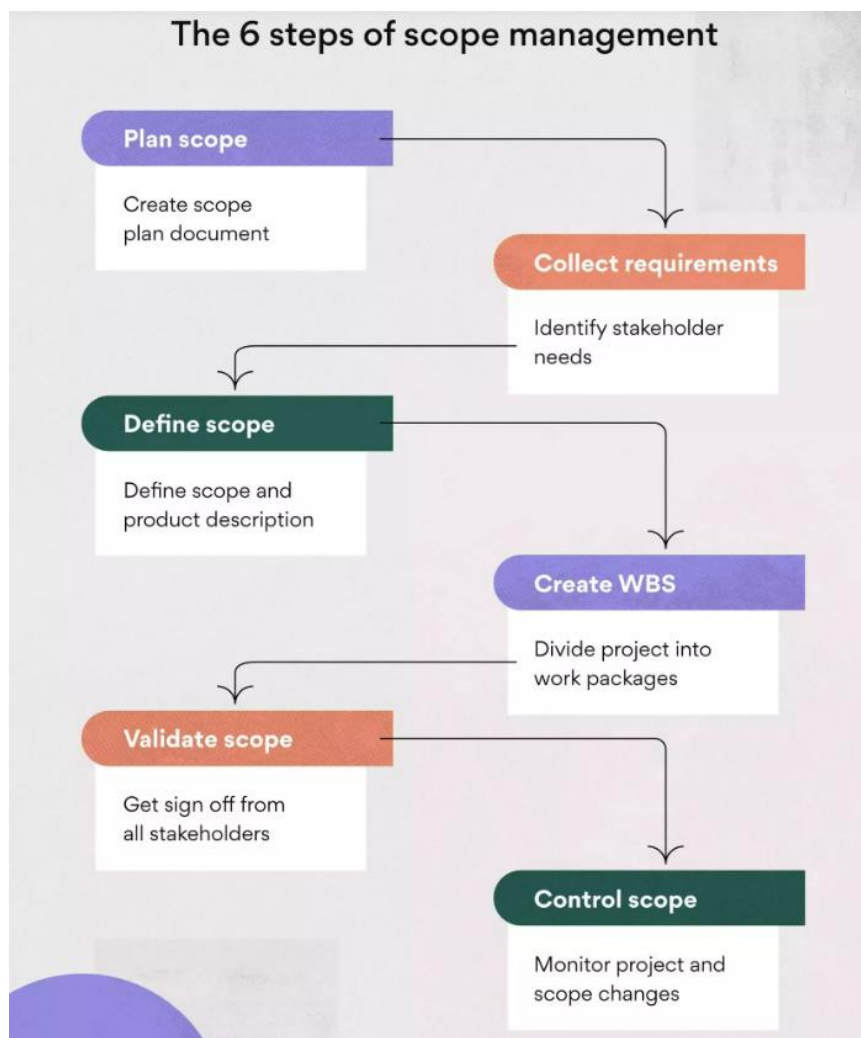 The 6 steps of scope management
Plan scope
Create scope
plan document
Collect requirements
Identify stakeholder
needs
Define scope
Define scope and
product description
Create WBS
Divide project into
work packages
Validate scope
Get sign off from
all stakeholders
Control scope
Monitor project and
scope changes